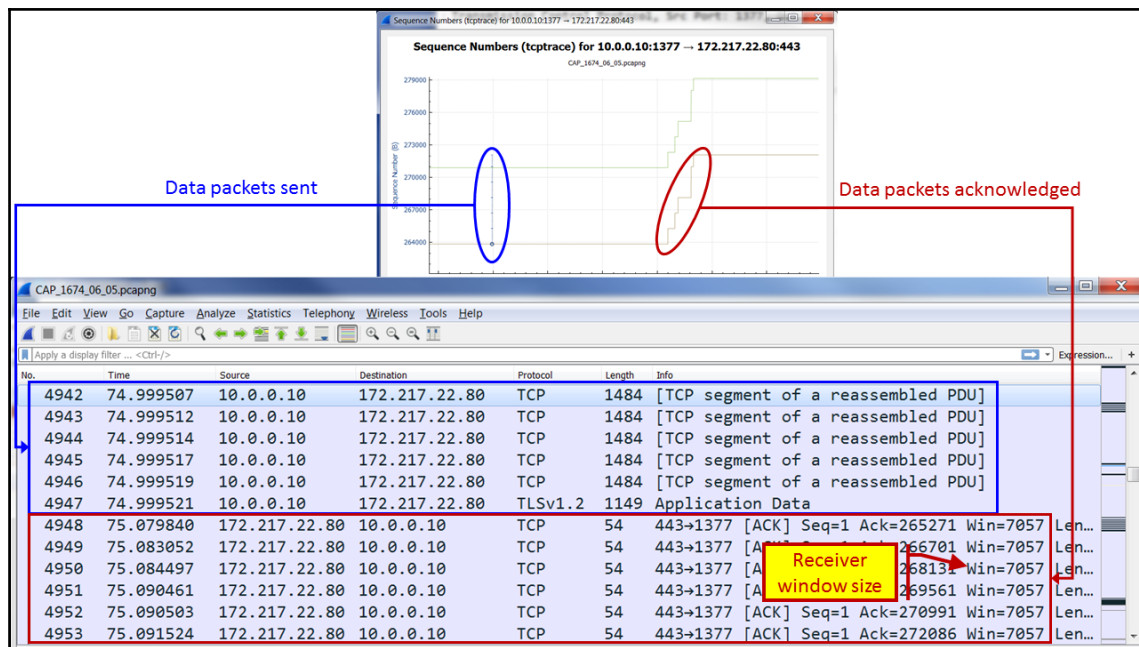 Sequence Numbers (tcptrace) for 10.0.0.10:1377 → 172.217.22.80:443
Sequence Numbers (tcptrace) for 10.0.0.10:1377 → 172.217.22.80:443
CAP_1674_06_05.pcapng
279000
276000
273000
270000
267000
264000
Sequence Number (B)
Data packets sent
Data packets acknowledged
CAP_1674_06_05.pcapng
File Edit View Go Capture Analyze Statistics Telephony Wireless Tools Help
Apply a display filter ... <Ctrl-/> Expression... +
No. Time Source Destination Protocol Length Info
4942 74.999507 10.0.0.10 172.217.22.80 TCP 1484 [TCP segment of a reassembled PDU]
4943 74.999512 10.0.0.10 172.217.22.80 TCP 1484 [TCP segment of a reassembled PDU]
4944 74.999514 10.0.0.10 172.217.22.80 TCP 1484 [TCP segment of a reassembled PDU]
4945 74.999517 10.0.0.10 172.217.22.80 TCP 1484 [TCP segment of a reassembled PDU]
4946 74.999519 10.0.0.10 172.217.22.80 TCP 1484 [TCP segment of a reassembled PDU]
4947 74.999521 10.0.0.10 172.217.22.80 TLSv1.2 1149 Application Data
4948 75.079840 172.217.22.80 10.0.0.10 TCP 54 443→1377 [ACK] Seq=1 Ack=265271 Win=7057 Len…
4949 75.083052 172.217.22.80 10.0.0.10 TCP 54 443→1377 Win=7057 Len…
4950 75.084497 172.217.22.80 10.0.0.10 TCP 54 443→1377 Win=7057 Len…
4951 75.090461 172.217.22.80 10.0.0.10 TCP 54 443→1377 Win=7057 Len…
4952 75.090503 172.217.22.80 10.0.0.10 TCP 54 443→1377 [ACK] Seq=1 Ack=270991 Win=7057 Len…
4953 75.091524 172.217.22.80 10.0.0.10 TCP 54 443→1377 [ACK] Seq=1 Ack=272086 Win=7057 Len…
Receiver
window size